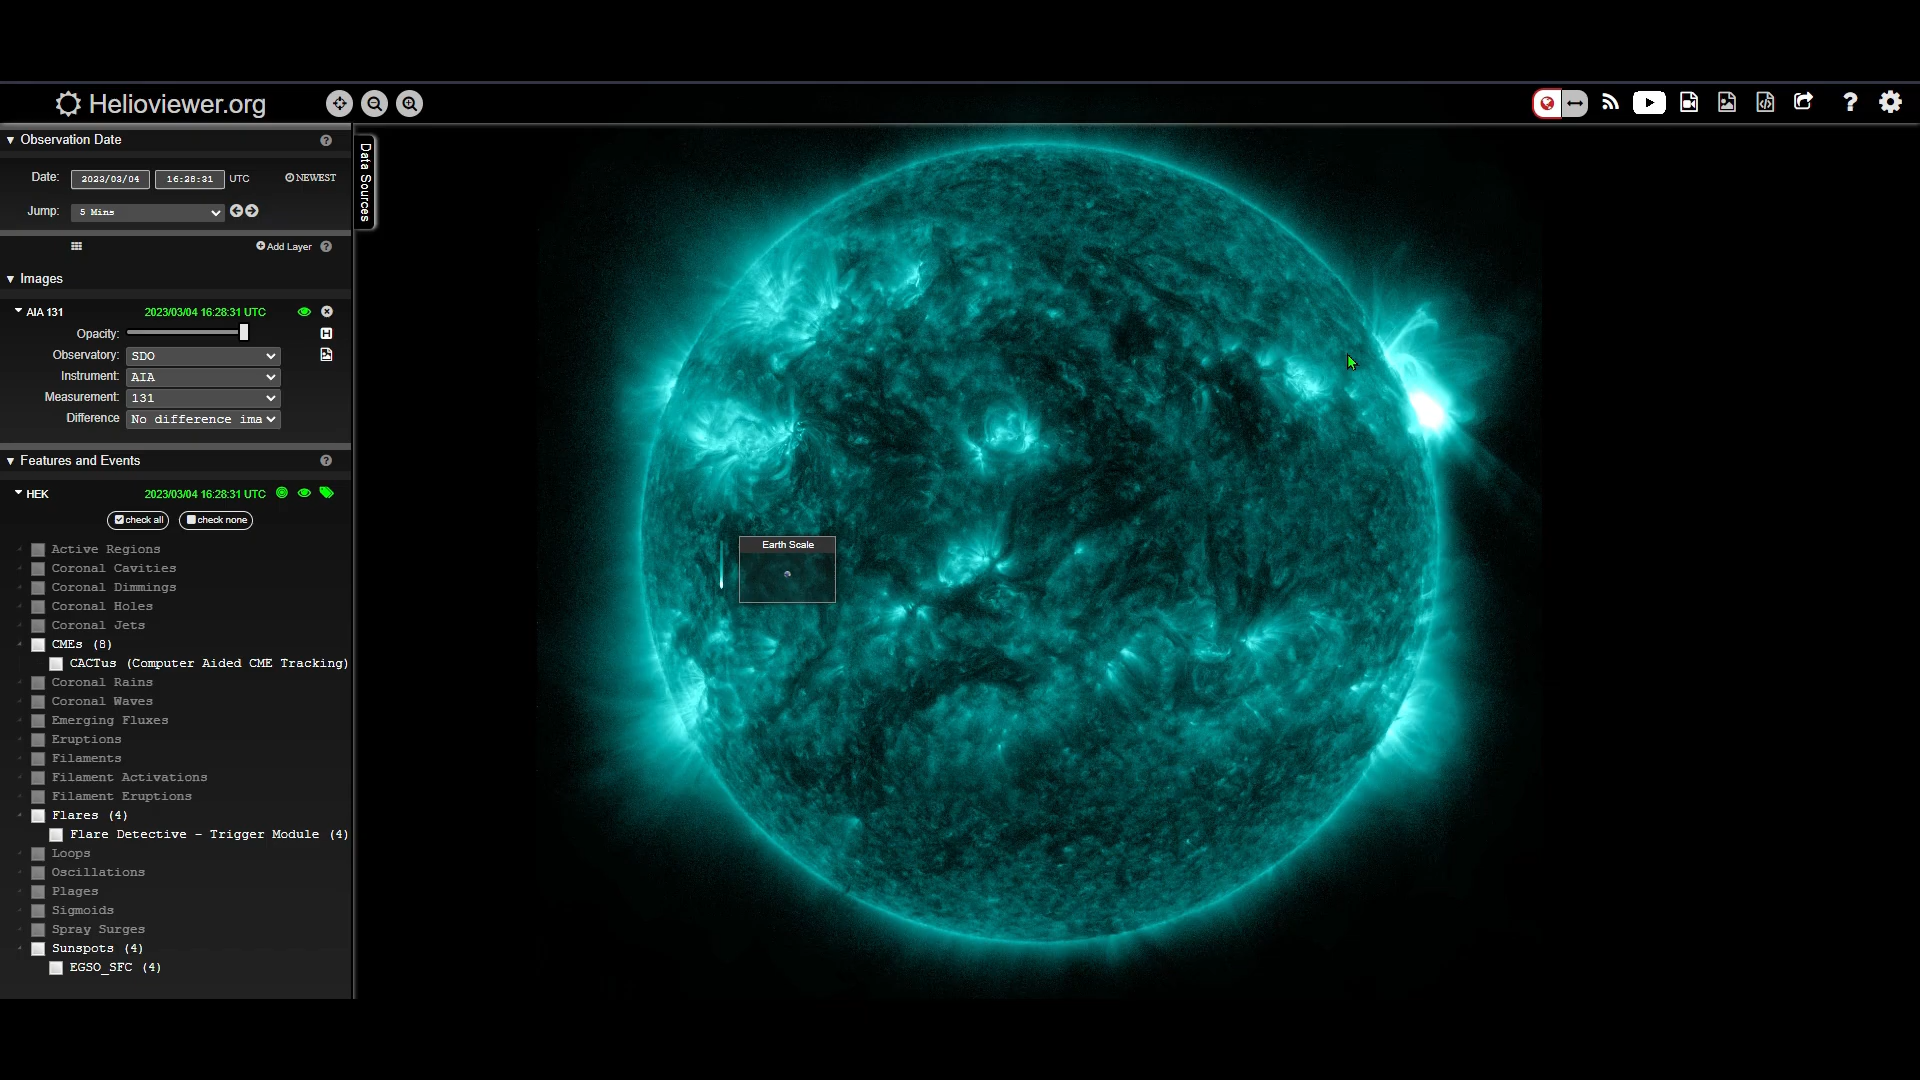 Helioviewer.org
Observation Date
Date: 2023/03/04 16:28:31 UTC NEWEST
Jump: 5 Mins
Add Layer
Images
AIA 131 2023/03/04 16:28:31 UTC
Opacity:
Observatory: SDO
Instrument: AIA
Measurement: 131
Difference No difference ima
Features and Events
HEK 2023/03/04 16:28:31 UTC
check all check none
Active Regions
Coronal Cavities
Coronal Dimmings
Coronal Holes
Coronal Jets
CMEs (8)
CACTus (Computer Aided CME Tracking)
Coronal Rains
Coronal Waves
Emerging Fluxes
Eruptions
Filaments
Filament Activations
Filament Eruptions
Flares (4)
Flare Detective - Trigger Module (4)
Loops
Oscillations
Plages
Sigmoids
Spray Surges
Sunspots (4)
EGSO_SFC (4)
Data Sources
Earth Scale